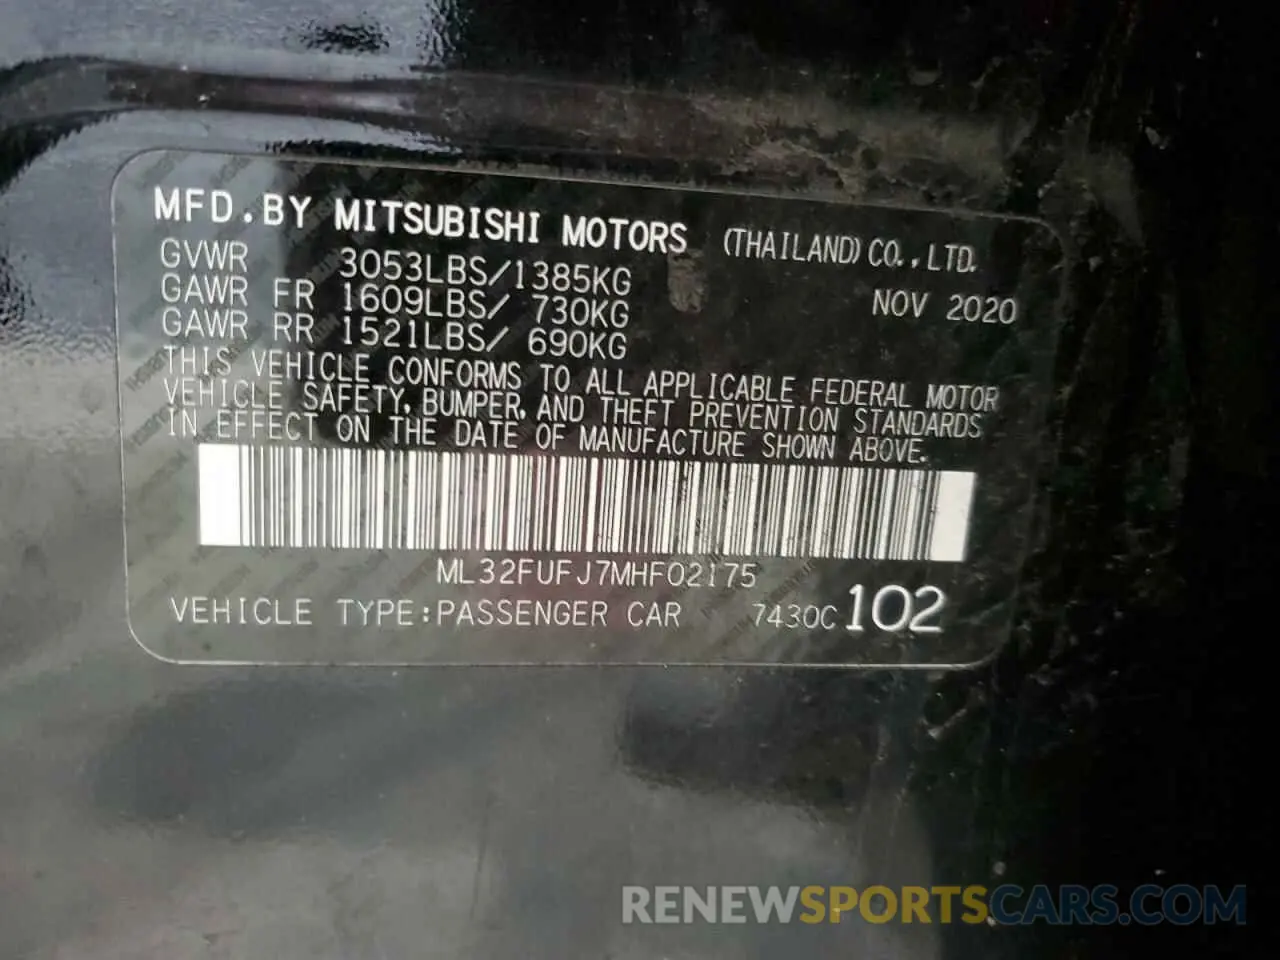 MFD.BY MITSUBISHI MOTORS (THAILAND) CO.,LTD.
GVWR 3053LBS/1385KG NOV 2020
GAWR FR 1609LBS/ 730KG
GAWR RR 1521LBS/ 690KG
THIS VEHICLE CONFORMS TO ALL APPLICABLE FEDERAL MOTOR
VEHICLE SAFETY, BUMPER, AND THEFT PREVENTION STANDARDS
IN EFFECT ON THE DATE OF MANUFACTURE SHOWN ABOVE.
ML32FUFJ7MHF02175
VEHICLE TYPE:PASSENGER CAR 7430C 102
RENEWSPORTSCARS.COM